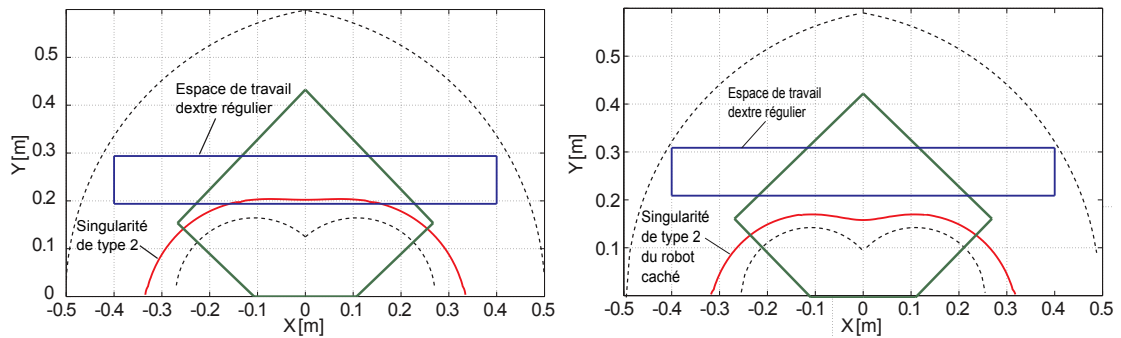 0.5
0.4
0.3
0.2
0.1
0
Y[m]
Espace de travail
dextre régulier
Singularité
de type 2
-0.5 -0.4 -0.3 -0.2 -0.1 0 0.1 0.2 0.3 0.4 0.5
X[m]
0.5
0.4
0.3
0.2
0.1
Y[m]
Espace de travail
dextre régulier
Singularité
de type 2
du robot
caché
-0.5 -0.4 -0.3 -0.2 -0.1 0 0.1 0.2 0.3 0.4 0.5
X[m]